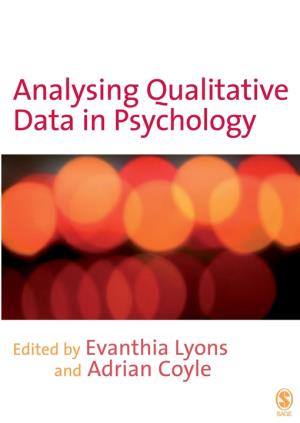 Analysing Qualitative
Data in Psychology
Edited by Evanthia Lyons
and Adrian Coyle
SAGE